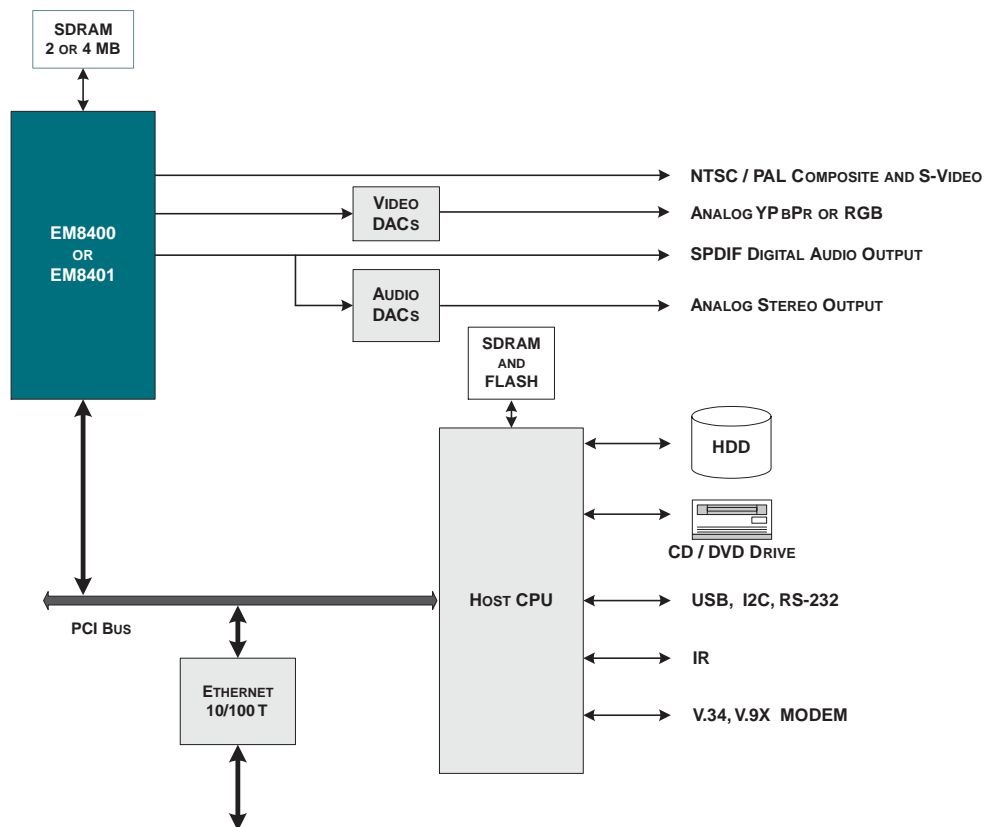 SDRAM
2 OR 4 MB
EM8400
OR
EM8401
NTSC / PAL COMPOSITE AND S-VIDEO
VIDEO
DACS
ANALOG YPBPR OR RGB
SPDIF DIGITAL AUDIO OUTPUT
AUDIO
DACS
ANALOG STEREO OUTPUT
SDRAM
AND
FLASH
HDD
CD / DVD DRIVE
HOST CPU
USB, I2C, RS-232
PCI BUS
IR
ETHERNET
10/100 T
V.34, V.9X MODEM